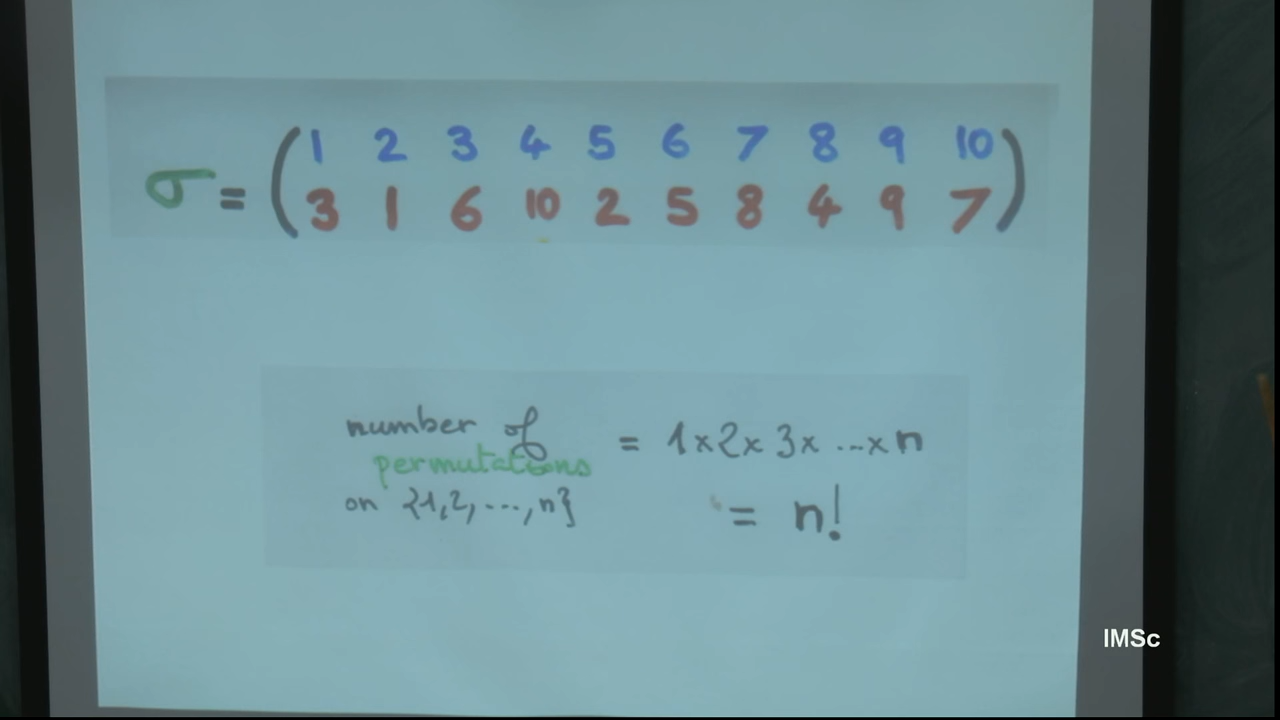 σ = ( 1 2 3 4 5 6 7 8 9 10
3 1 6 10 2 5 8 4 9 7 )
number of
permutations
on {1,2,...,n}
= 1×2×3×...×n
= n!
IMSc